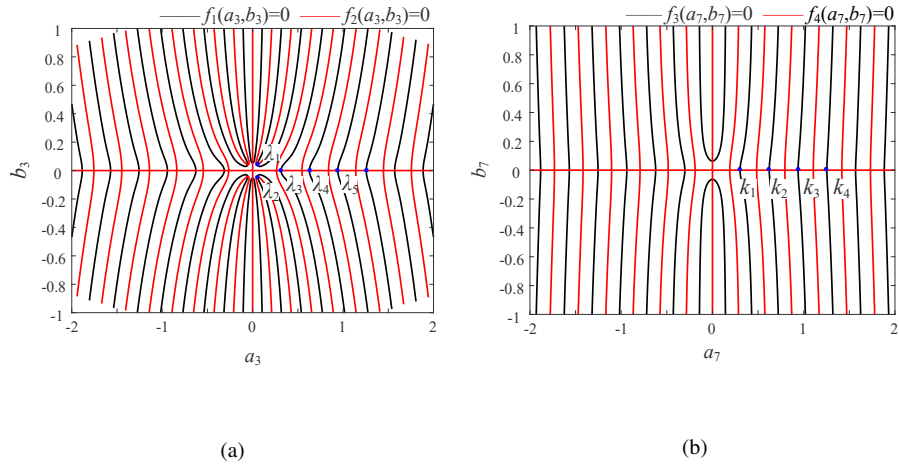 f₁(a₃,b₃)=0 f₂(a₃,b₃)=0
f₃(a₇,b₇)=0 f₄(a₇,b₇)=0
1
0.8
0.6
0.4
0.2
0
-0.2
-0.4
-0.6
-0.8
-1
b₃
λ₁
λ₂ λ₃ λ₄ λ₅
-2 -1 0 1 2
a₃
(a)
1
0.8
0.6
0.4
0.2
0
-0.2
-0.4
-0.6
-0.8
-1
b₇
k₁ k₂ k₃ k₄
-2 -1 0 1 2
a₇
(b)